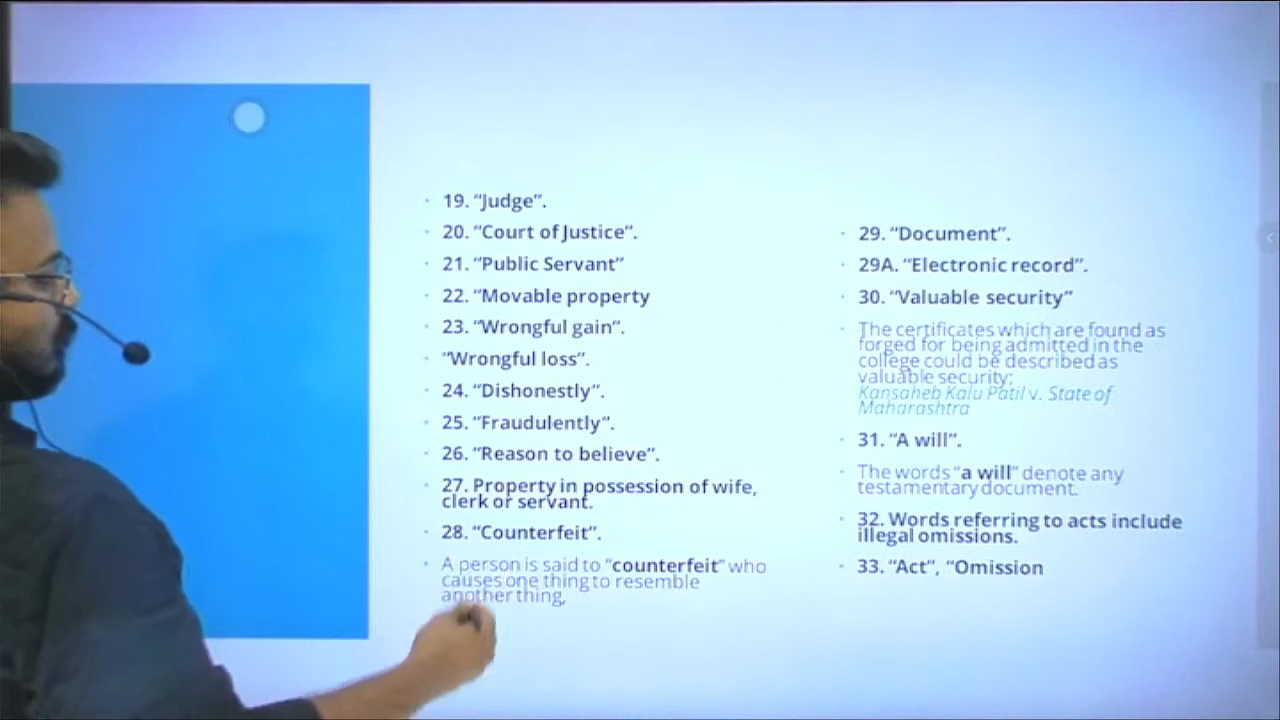 19. “Judge”.
20. “Court of Justice”.
21. “Public Servant”
22. “Movable property
23. “Wrongful gain”.
“Wrongful loss”.
24. “Dishonestly”.
25. “Fraudulently”.
26. “Reason to believe”.
27. Property in possession of wife,
clerk or servant.
28. “Counterfeit”.
A person is said to “counterfeit” who
causes one thing to resemble
another thing,
29. “Document”.
29A. “Electronic record”.
30. “Valuable security”
The certificates which are found as
forged for being admitted in the
college could be described as
valuable security;
Kansaheb Kalu Patil v. State of
Maharashtra
31. “A will”.
The words “a will” denote any
testamentary document.
32. Words referring to acts include
illegal omissions.
33. “Act”, “Omission